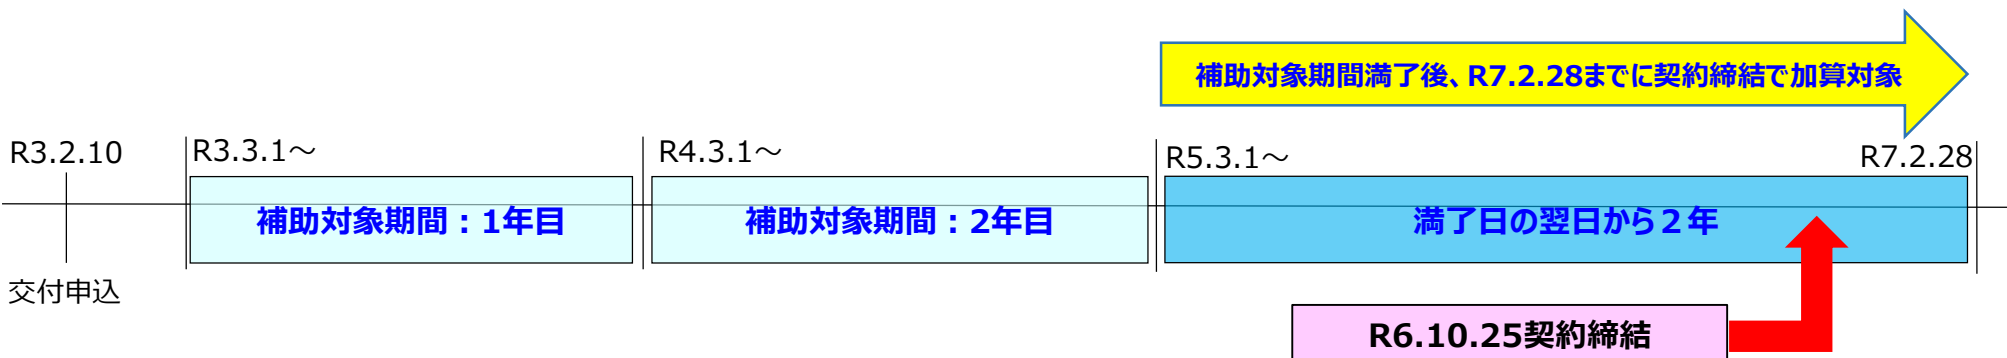 補助対象期間満了後、R7.2.28までに契約締結で加算対象
R3.2.10
R3.3.1～
R4.3.1～
R5.3.1～
R7.2.28
補助対象期間：1年目
補助対象期間：2年目
満了日の翌日から２年
交付申込
R6.10.25契約締結